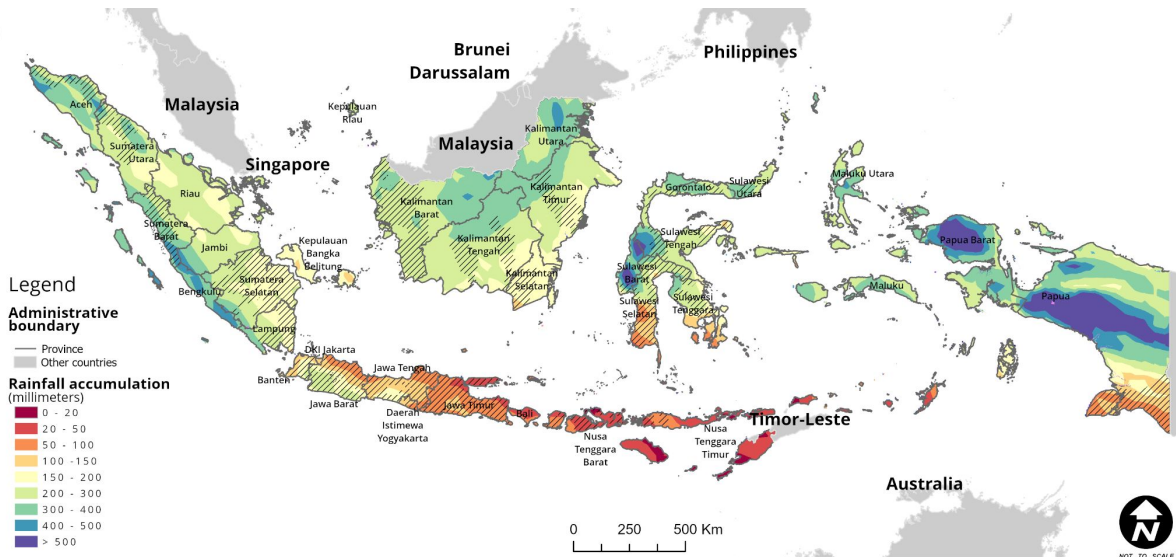 Brunei
Darussalam
Philippines
Malaysia
Kepulauan
Riau
Aceh
Sumatera
Utara
Malaysia
Kalimantan
Utara
Singapore
Riau
Kalimantan
Barat
Kalimantan
Timur
Gorontalo
Sulawesi
Utara
Maluku Utara
Sumatera
Barat
Jambi
Kepulauan
Bangka
Belitung
Kalimantan
Tengah
Sulawesi
Tengah
Papua Barat
Sumatera
Selatan
Kalimantan
Selatan
Sulawesi
Barat
Bengkulu
Lampung
Sulawesi
Selatan
Sulawesi
Tenggara
Maluku
Papua
DKI Jakarta
Banten
Jawa Barat
Jawa Tengah
Daerah
Istimewa
Yogyakarta
Jawa Timur
Bali
Nusa
Tenggara
Barat
Nusa
Tenggara
Timur
Timor-Leste
Australia
Legend
Administrative
boundary
Province
Other countries
Rainfall accumulation
(millimeters)
0 - 20
20 - 50
50 - 100
100 -150
150 - 200
200 - 300
300 - 400
400 - 500
> 500
0 250 500 Km
N
NOT TO SCALE